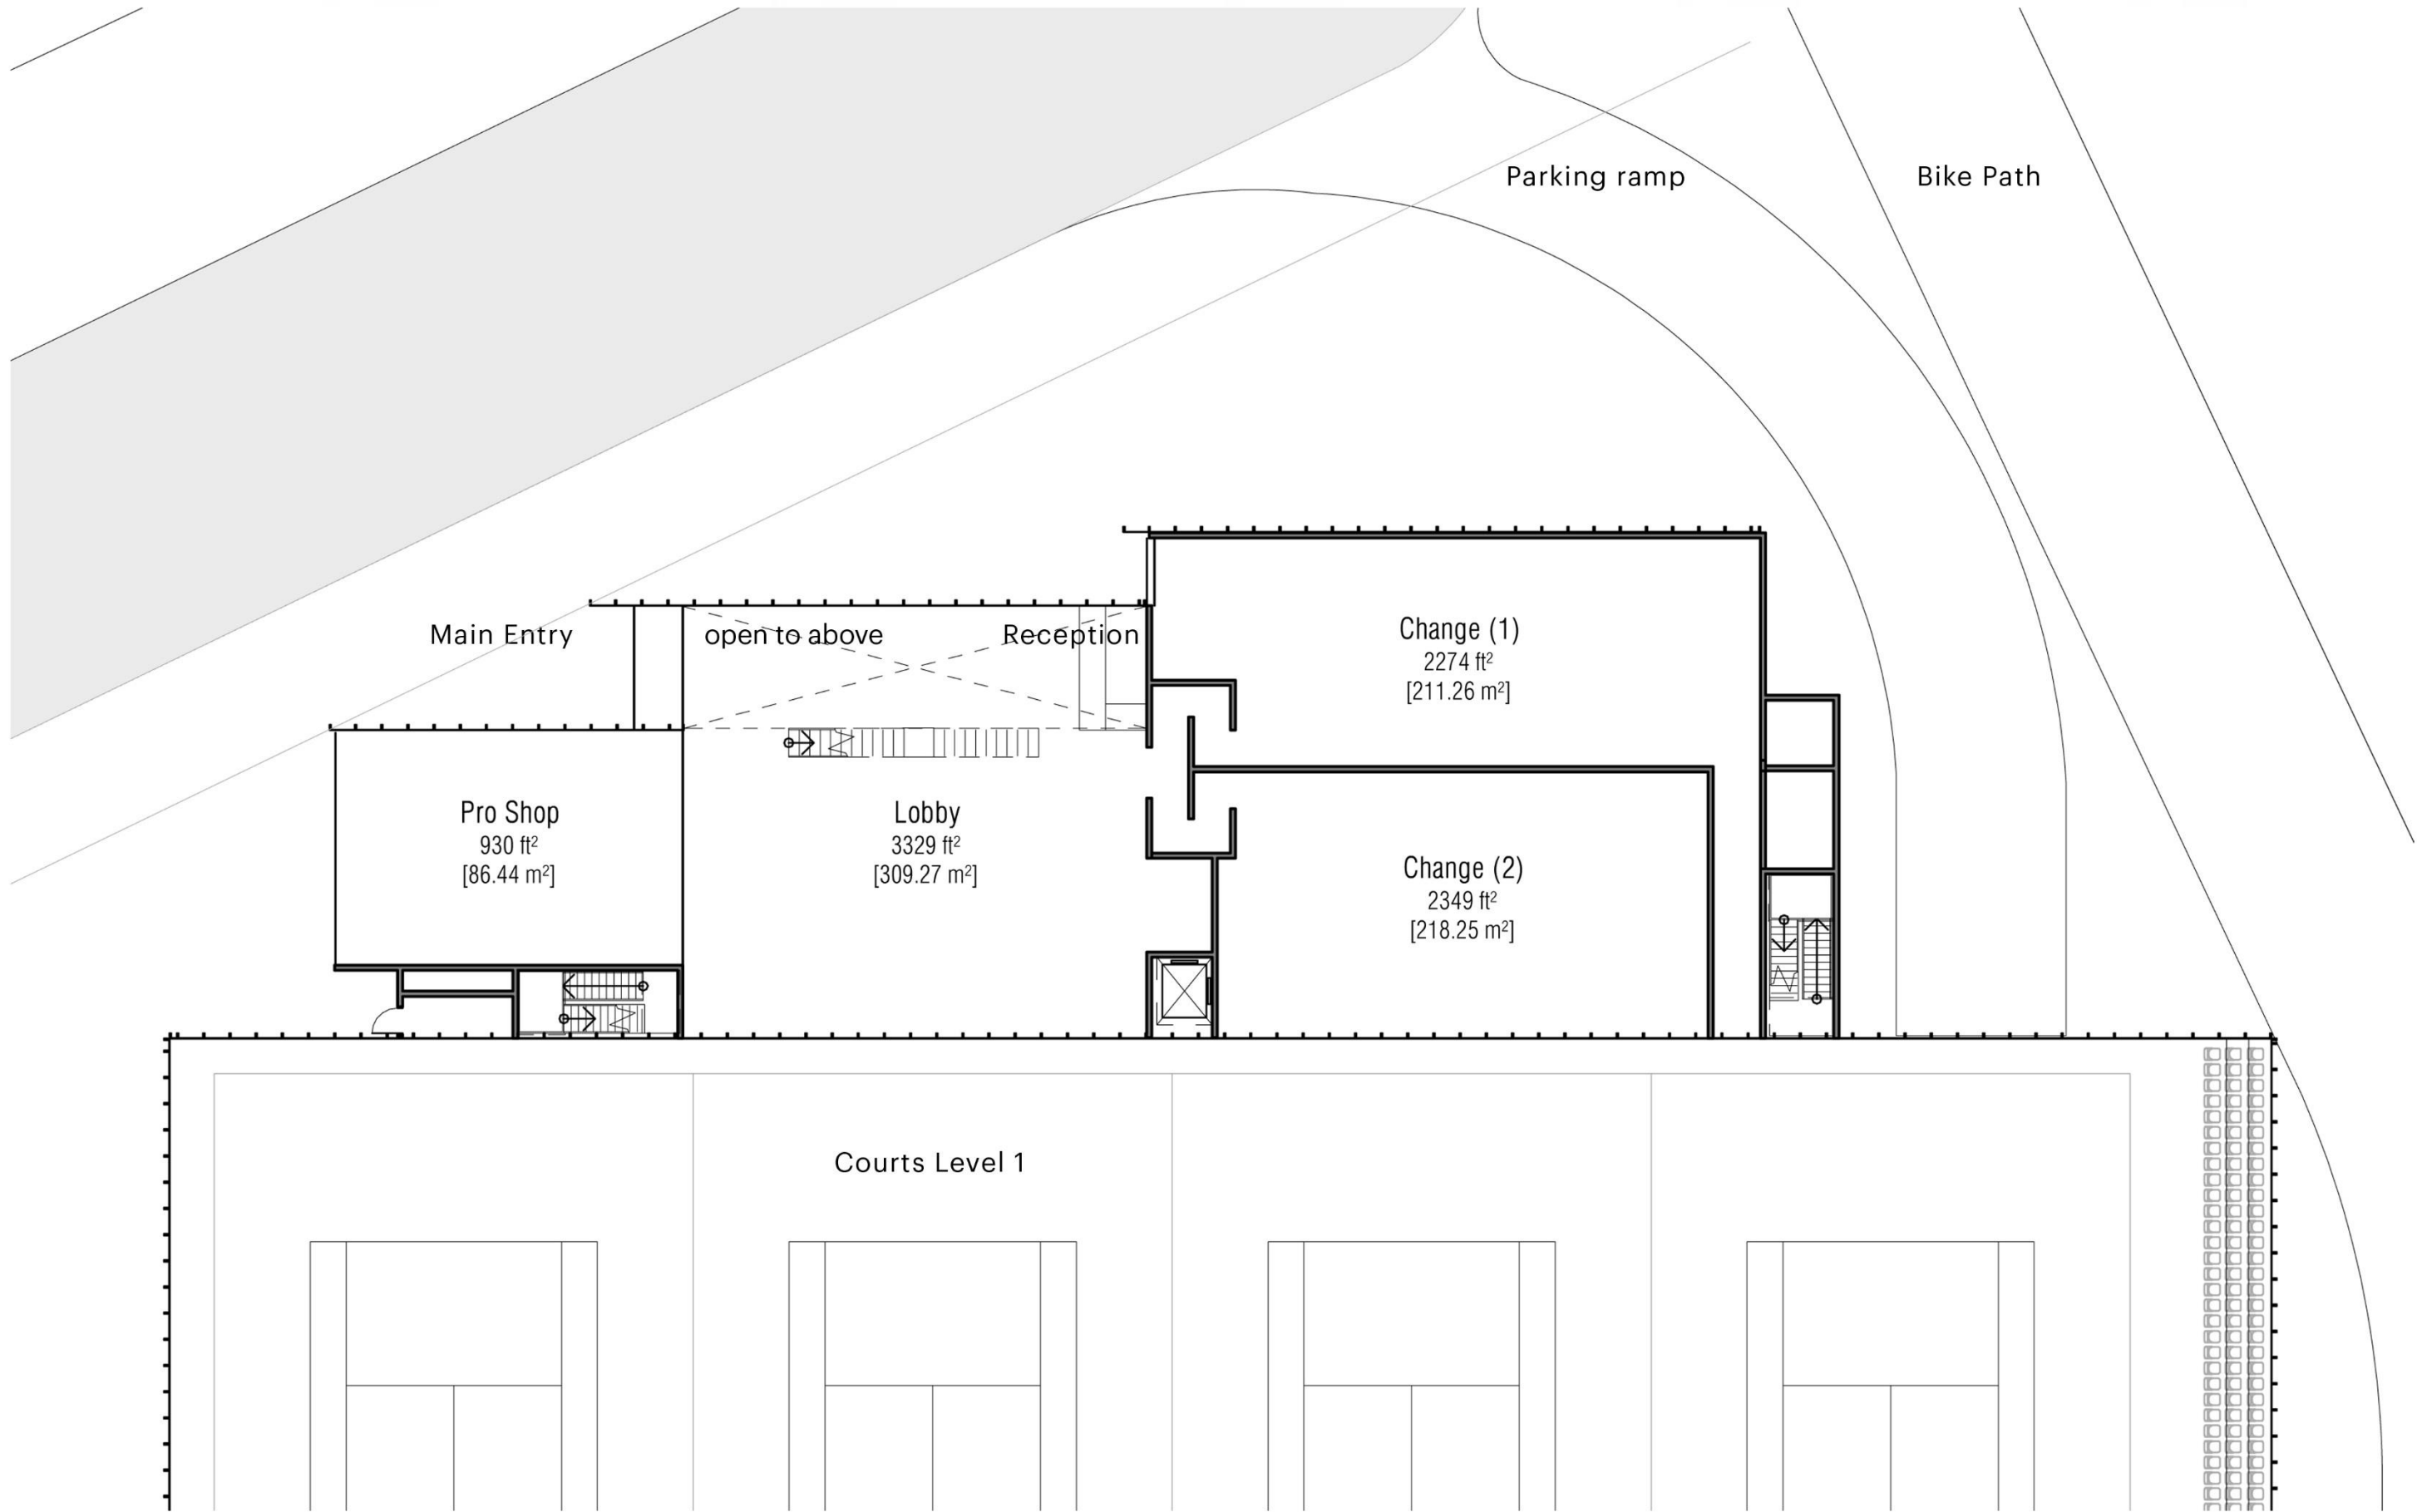 Parking ramp
Bike Path
Main Entry
open to above
Reception
Change (1)
2274 ft²
[211.26 m²]
Pro Shop
930 ft²
[86.44 m²]
Lobby
3329 ft²
[309.27 m²]
Change (2)
2349 ft²
[218.25 m²]
Courts Level 1